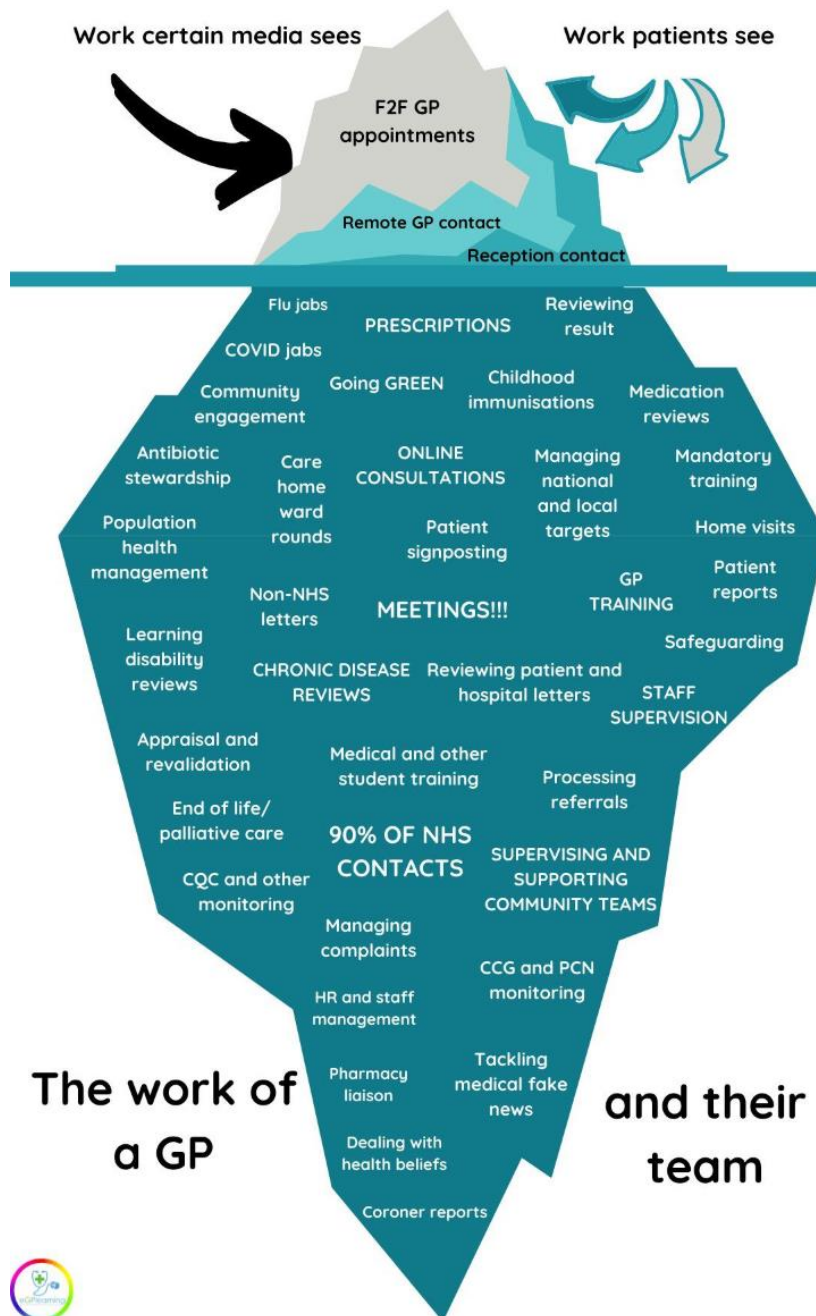 Work certain media sees
Work patients see
F2F GP
appointments
Remote GP contact
Reception contact
Flu jabs
PRESCRIPTIONS
Reviewing
result
COVID jabs
Going GREEN
Childhood
immunisations
Community
engagement
Medication
reviews
Antibiotic
stewardship
Care
home
ward
rounds
ONLINE
CONSULTATIONS
Managing
national
and local
targets
Mandatory
training
Population
health
management
Patient
signposting
Home visits
Non-NHS
letters
MEETINGS!!!
GP
TRAINING
Patient
reports
Learning
disability
reviews
CHRONIC DISEASE
REVIEWS
Reviewing patient and
hospital letters
Safeguarding
STAFF
SUPERVISION
Appraisal and
revalidation
Medical and other
student training
Processing
referrals
End of life/
palliative care
90% OF NHS
CONTACTS
SUPERVISING AND
SUPPORTING
COMMUNITY TEAMS
CQC and other
monitoring
Managing
complaints
CCG and PCN
monitoring
HR and staff
management
Pharmacy
liaison
Tackling
medical fake
news
Dealing with
health beliefs
Coroner reports
The work of
a GP
and their
team
eGPlearning